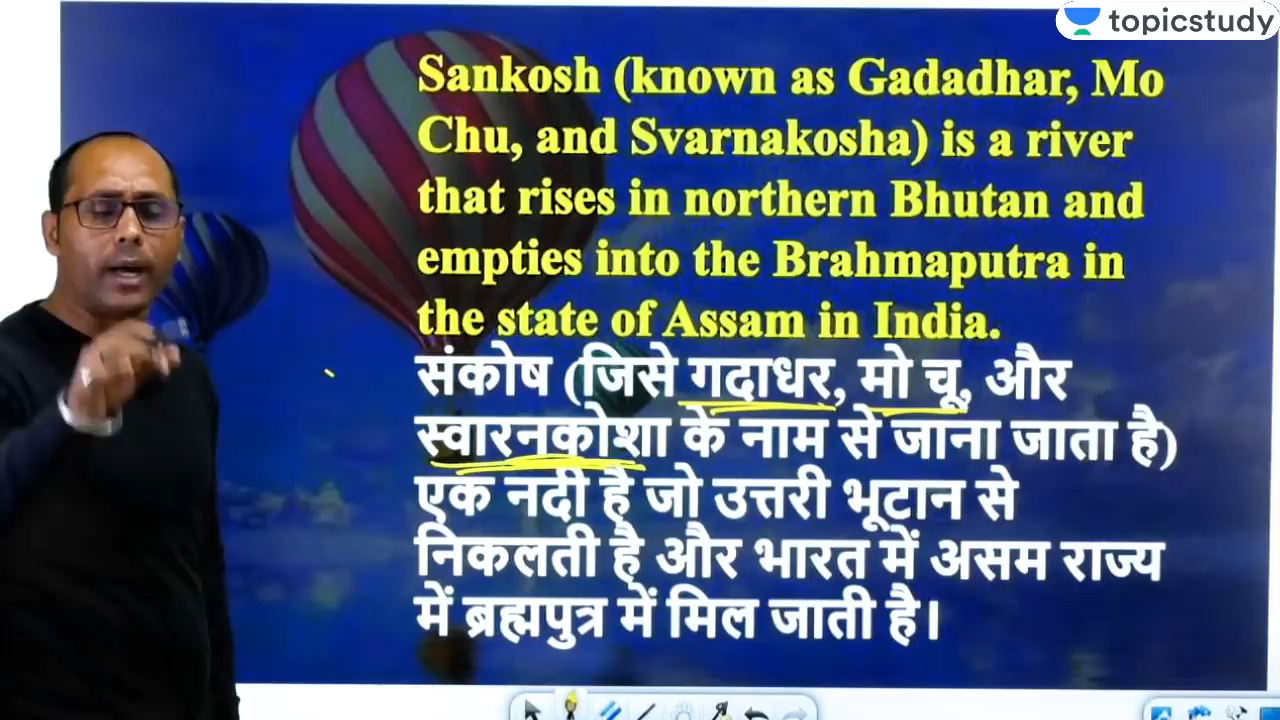 topicstudy
Sankosh (known as Gadadhar, Mo
Chu, and Svarnakosha) is a river
that rises in northern Bhutan and
empties into the Brahmaputra in
the state of Assam in India.
संकोष (जिसे गदाधर, मो चू, और
स्वारनकोशा के नाम से जाना जाता है)
एक नदी है जो उत्तरी भूटान से
निकलती है और भारत में असम राज्य
में ब्रह्मपुत्र में मिल जाती है।